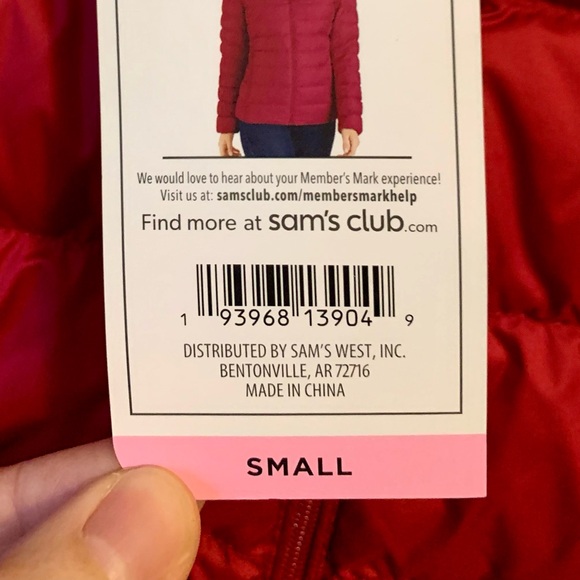 We would love to hear about your Member's Mark experience!
Visit us at: samsclub.com/membersmarkhelp
Find more at sam's club.com
1 93968 13904 9
DISTRIBUTED BY SAM'S WEST, INC.
BENTONVILLE, AR 72716
MADE IN CHINA
SMALL